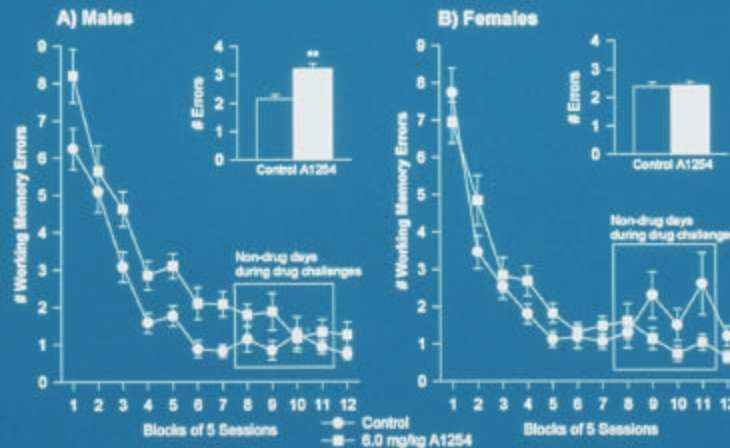 A) Males
# Working Memory Errors
9
8
7
6
5
4
3
2
1
0
1 2 3 4 5 6 7 8 9 10 11 12
Blocks of 5 Sessions
# Errors
4
3
2
1
0
**
Control A1254
Non-drug days
during drug challenges
B) Females
# Working Memory Errors
9
8
7
6
5
4
3
2
1
0
1 2 3 4 5 6 7 8 9 10 11 12
Blocks of 5 Sessions
# Errors
4
3
2
1
0
Control A1254
Non-drug days
during drug challenges
Control
6.0 mg/kg A1254